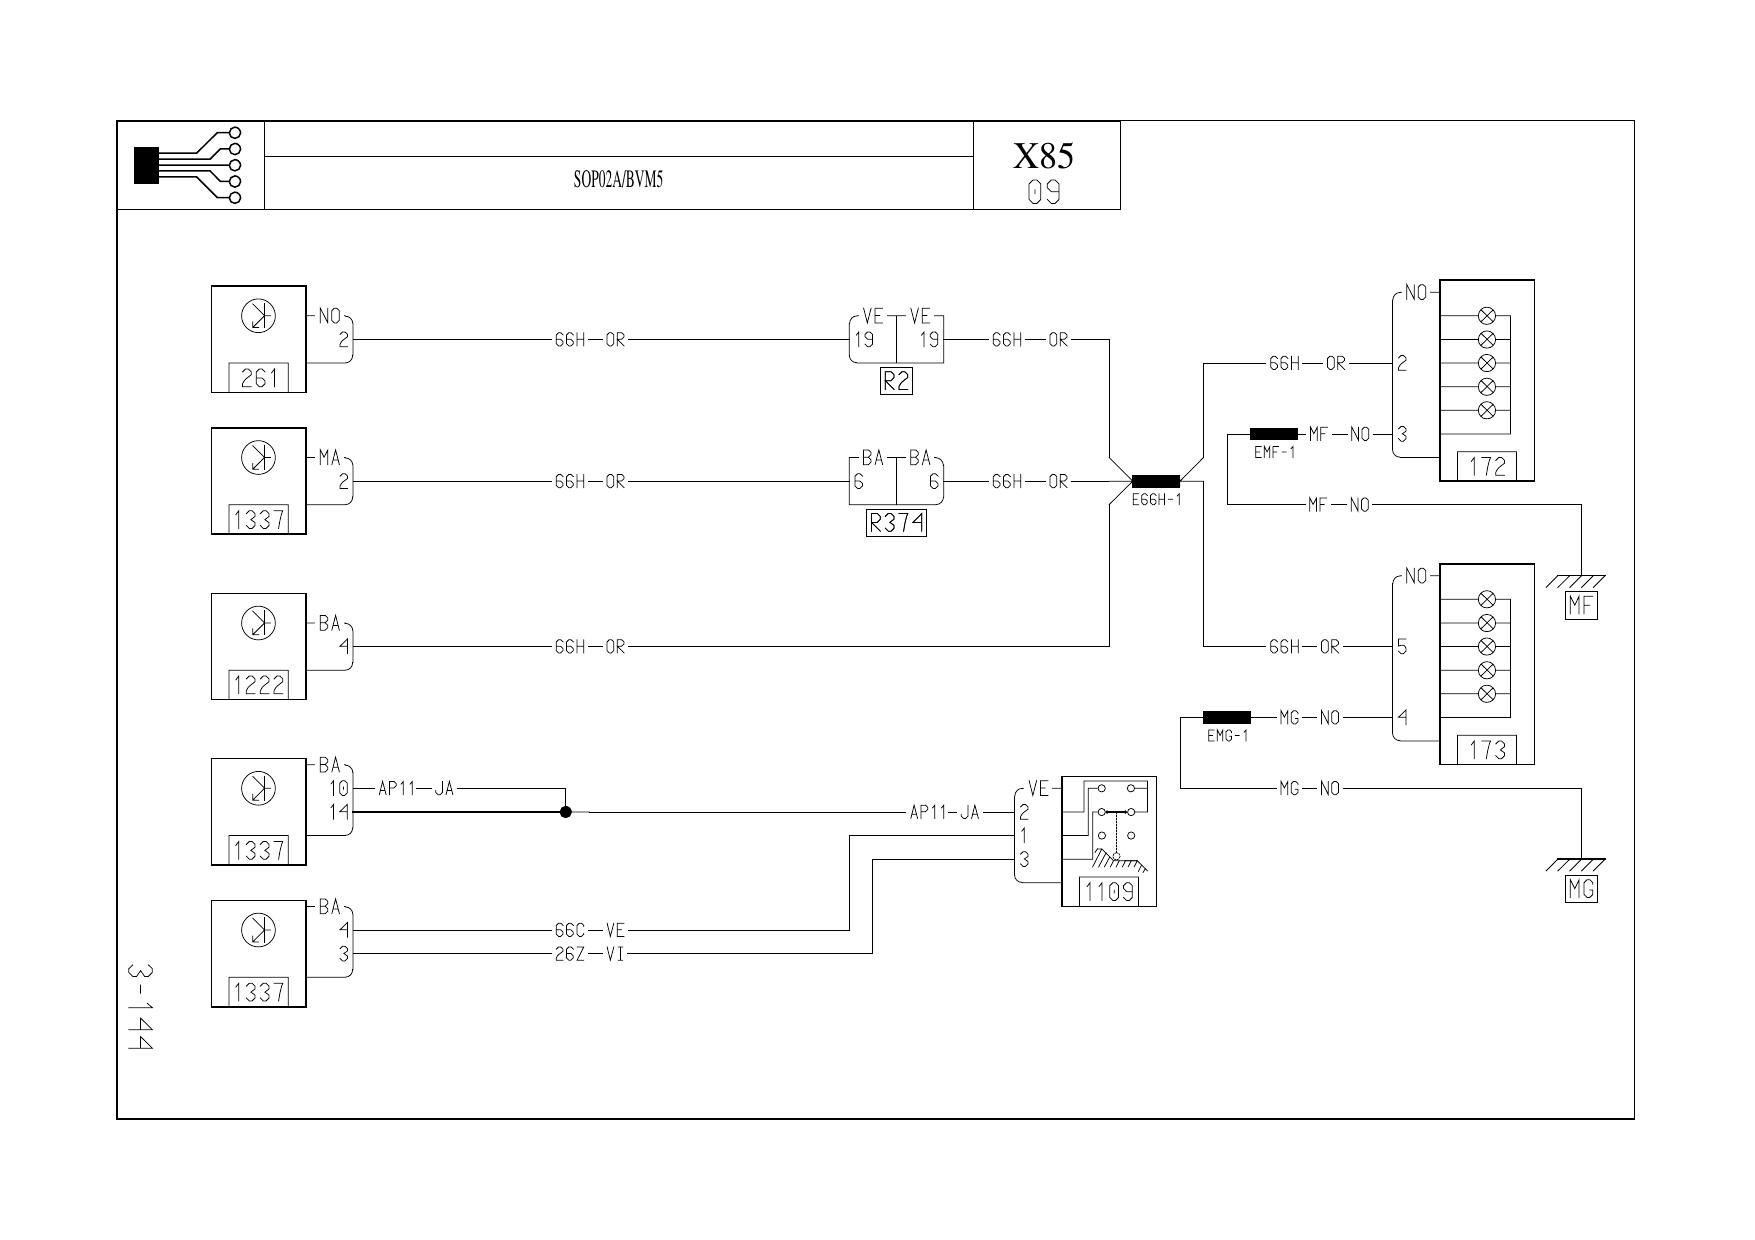 X85
SOP02A/BVM5
09
NO
2
66H OR
VE VE
19 19
66H OR
261
R2
NO
66H OR
2
MF NO
3
EMF-1
172
MA
2
66H OR
BA BA
6 6
66H OR
E66H-1
1337
R374
MF NO
MF
BA
4
66H OR
1222
NO
66H OR
5
MG NO
4
EMG-1
173
MG NO
MG
BA
10
AP11 JA
14
AP11 JA
1337
VE
2
1
3
1109
BA
4
66C VE
3
26Z VI
1337
3-144